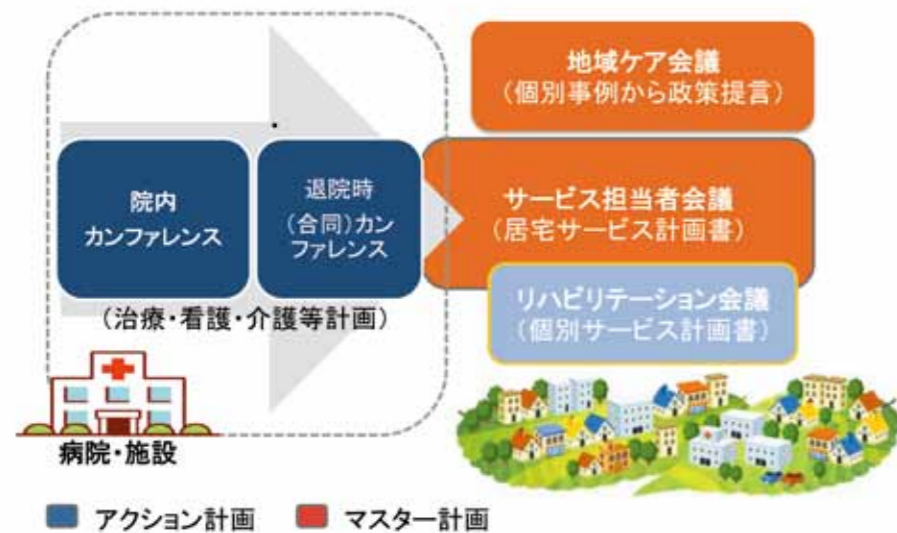 地域ケア会議
（個別事例から政策提言）
院内
カンファレンス
退院時
（合同）カン
ファレンス
サービス担当者会議
（居宅サービス計画書）
リハビリテーション会議
（個別サービス計画書）
（治療・看護・介護等計画）
病院・施設
アクション計画
マスター計画